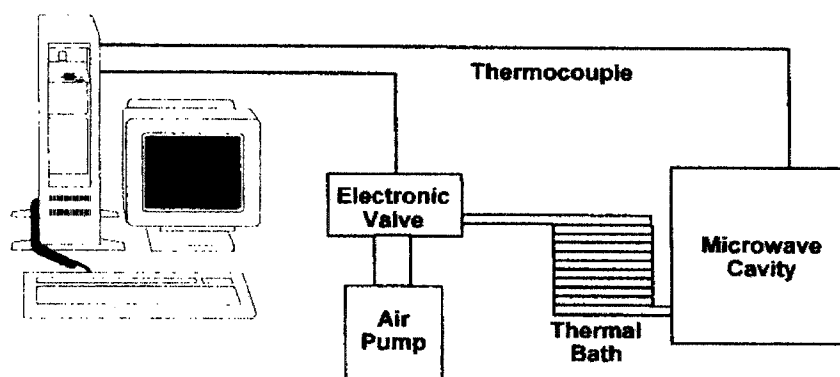 Thermocouple
Electronic
Valve
Microwave
Cavity
Air
Pump
Thermal
Bath